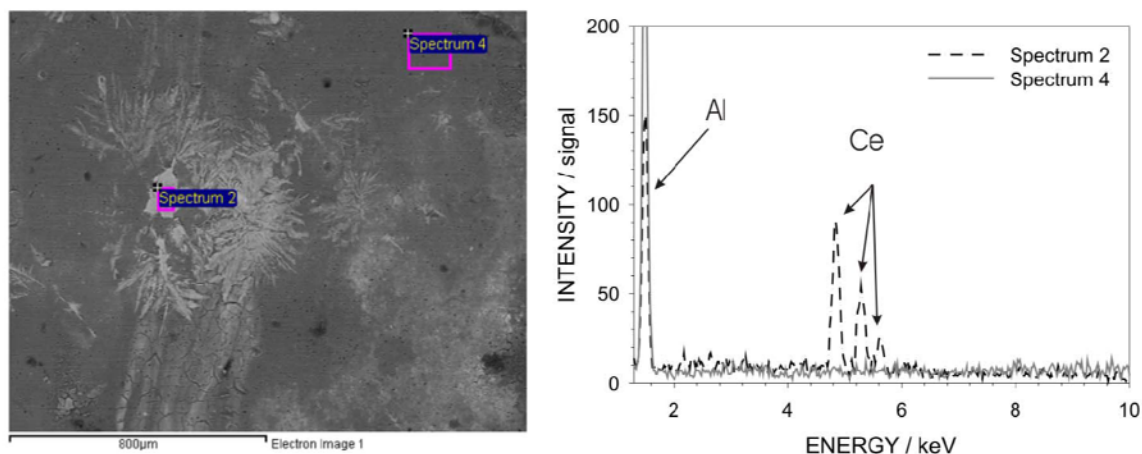 Spectrum 4
Spectrum 2
800µm
Electron Image 1
200
150
100
50
0
INTENSITY / signal
Spectrum 2
Spectrum 4
Al
Ce
2 4 6 8 10
ENERGY / keV